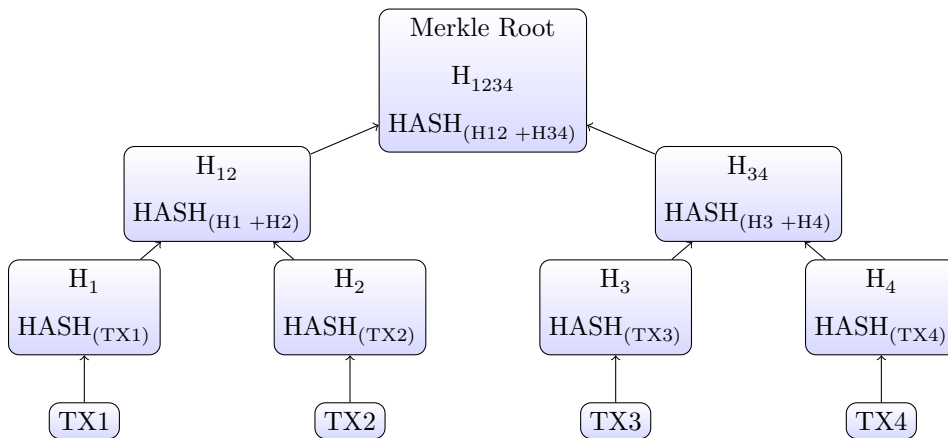 Merkle Root
H1234
HASH(H12 +H34)
H12
HASH(H1 +H2)
H34
HASH(H3 +H4)
H1
HASH(TX1)
H2
HASH(TX2)
H3
HASH(TX3)
H4
HASH(TX4)
TX1
TX2
TX3
TX4